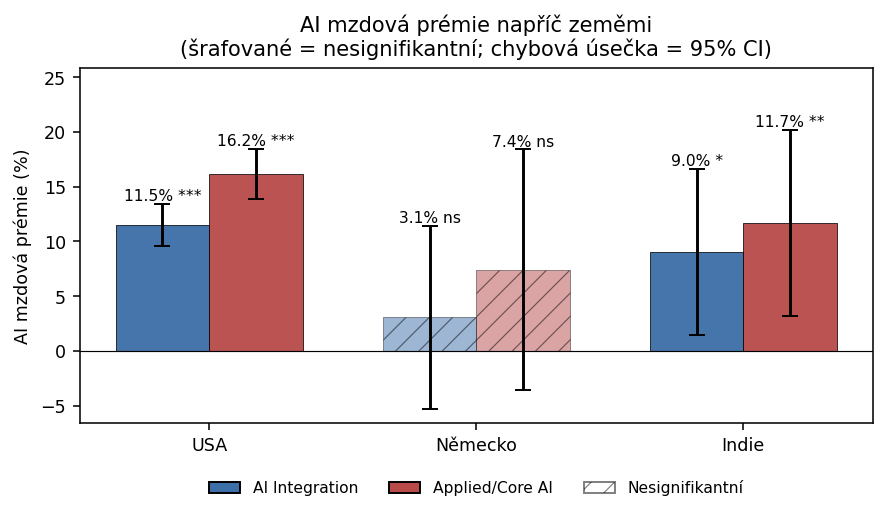 AI mzdová prémie napříč zeměmi
(šrafované = nesignifikantní; chybová úsečka = 95% CI)
AI mzdová prémie (%)
25
20
15
10
5
0
−5
11.5% ***
16.2% ***
3.1% ns
7.4% ns
9.0% *
11.7% **
USA
Německo
Indie
AI Integration
Applied/Core AI
Nesignifikantní